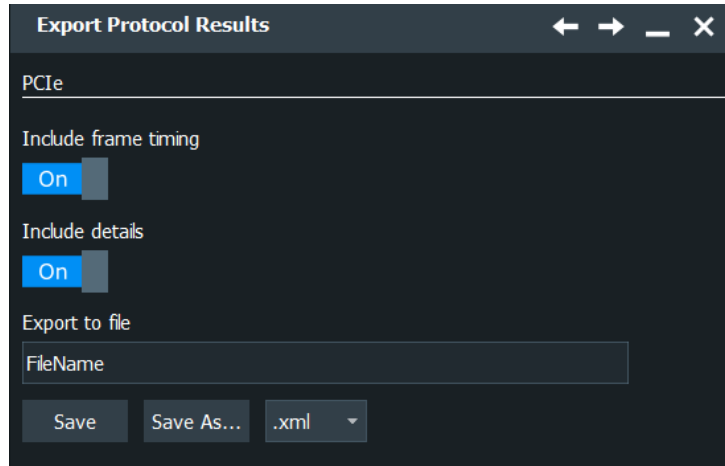 Export Protocol Results
PCIe
Include frame timing
On
Include details
On
Export to file
FileName
Save Save As... .xml